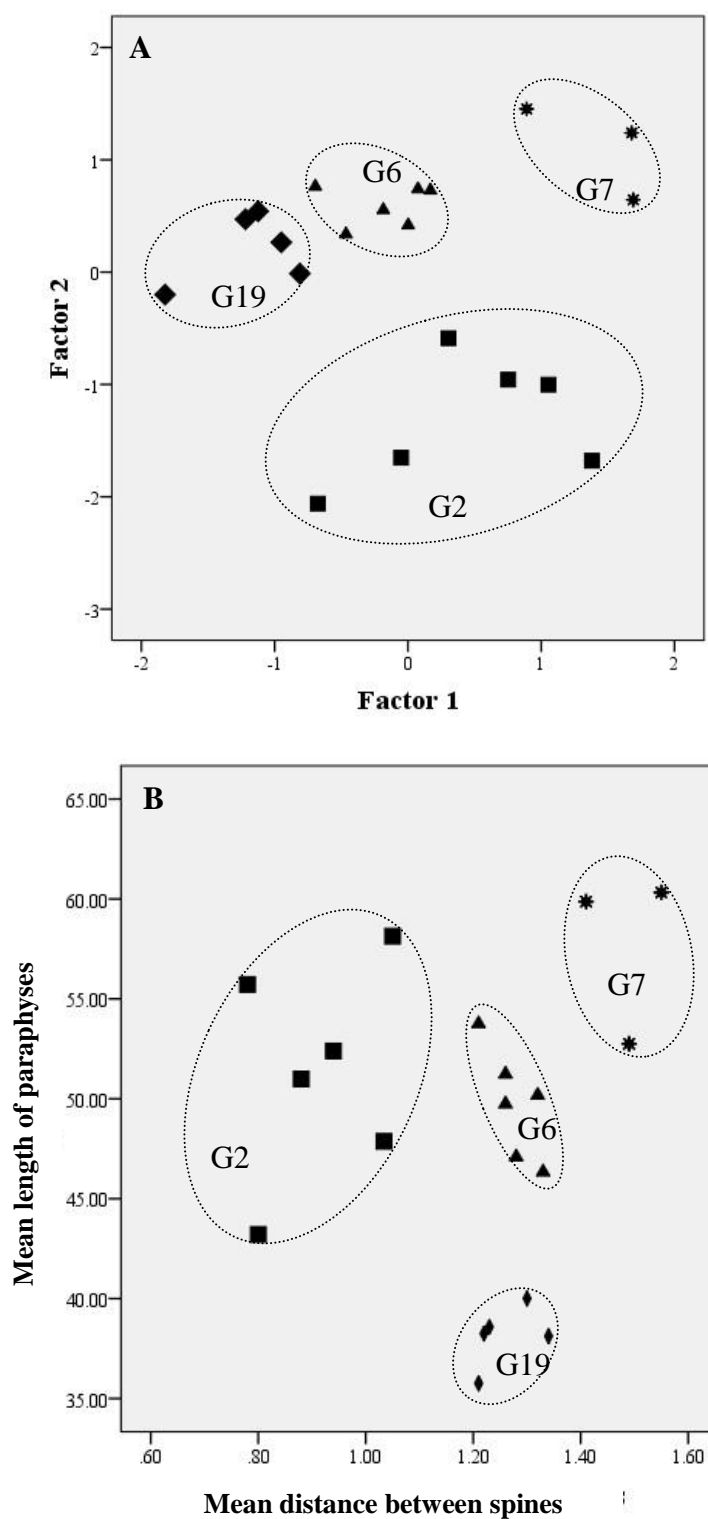 A
2
1
0
-1
-2
-3
Factor 2
G6
G7
G19
G2
-2 -1 0 1 2
Factor 1
B
65.00
60.00
55.00
50.00
45.00
40.00
35.00
Mean length of paraphyses
G7
G6
G2
G19
.60 .80 1.00 1.20 1.40 1.60
Mean distance between spines